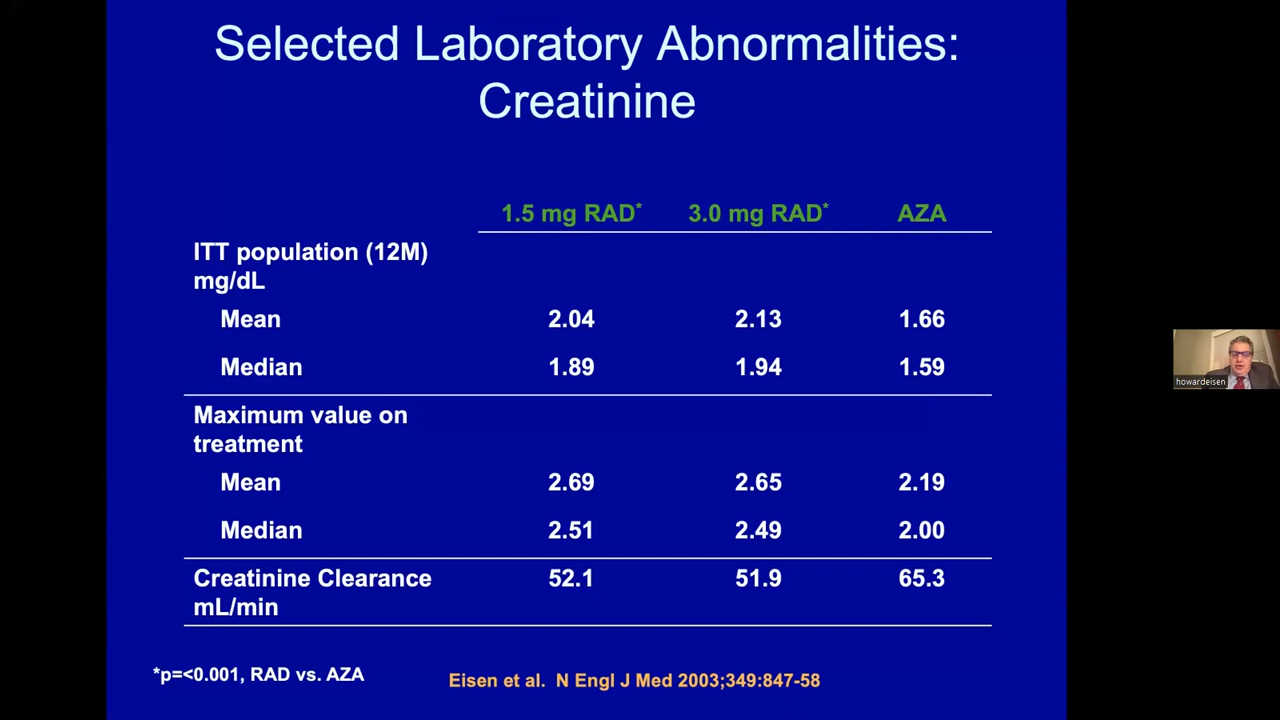 Selected Laboratory Abnormalities:
Creatinine
1.5 mg RAD* 3.0 mg RAD* AZA
ITT population (12M)
mg/dL
Mean 2.04 2.13 1.66
Median 1.89 1.94 1.59
Maximum value on
treatment
Mean 2.69 2.65 2.19
Median 2.51 2.49 2.00
Creatinine Clearance 52.1 51.9 65.3
mL/min
*p=<0.001, RAD vs. AZA
Eisen et al. N Engl J Med 2003;349:847-58
howardeisen